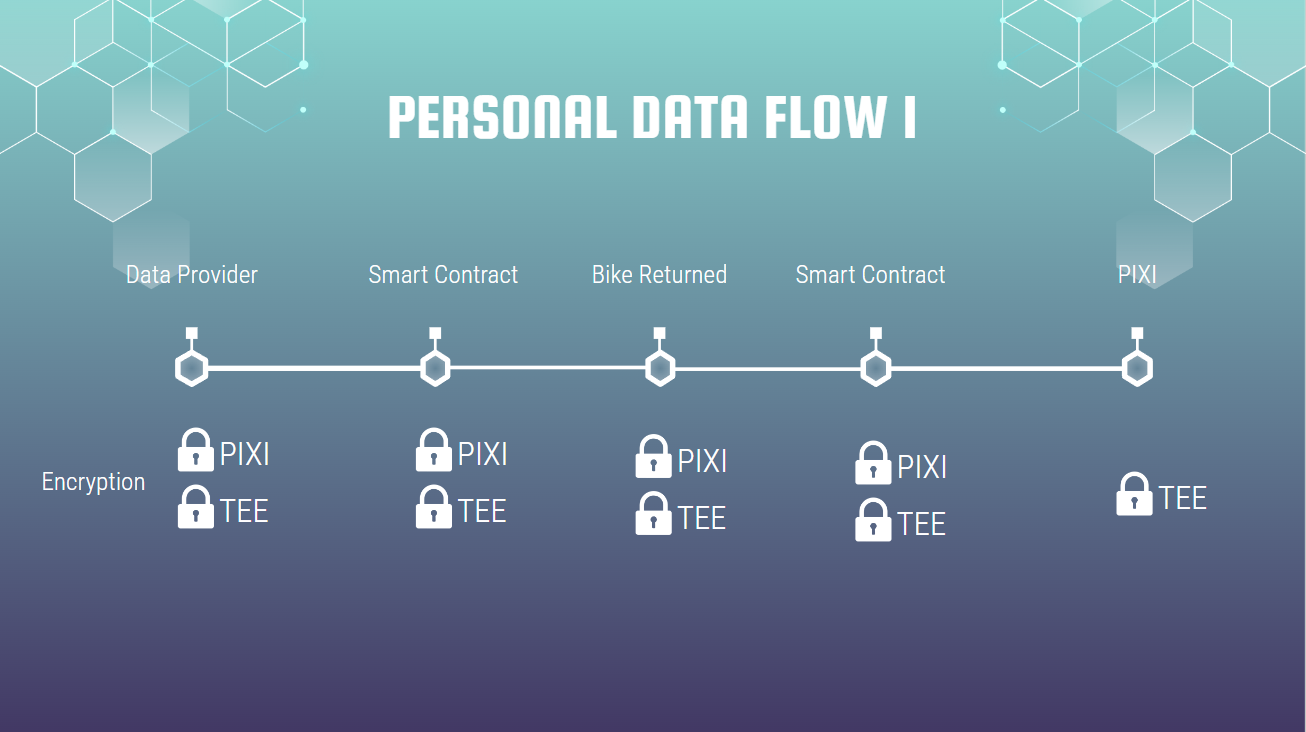 PERSONAL DATA FLOW I
Data Provider
Smart Contract
Bike Returned
Smart Contract
PIXI
Encryption
PIXI
TEE
PIXI
TEE
PIXI
TEE
PIXI
TEE
TEE